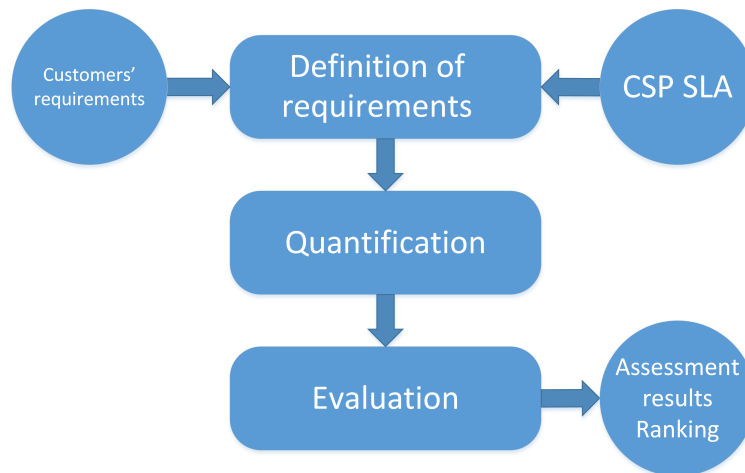 Customers’
requirements
Definition of
requirements
CSP SLA
Quantification
Evaluation
Assessment
results
Ranking